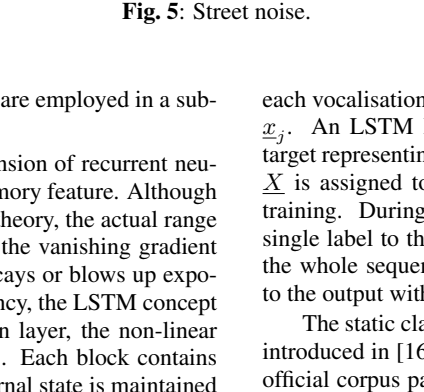 Fig. 5: Street noise.
are employed in a sub-
nsion of recurrent neu-
mory feature. Although
heory, the actual range
the vanishing gradient
cays or blows up expo-
ncy, the LSTM concept
n layer, the non-linear
. Each block contains
rnal state is maintained
each vocalisation
x_j. An LSTM
target representin
X is assigned to
training. During
single label to th
the whole sequen
to the output with
The static cla
introduced in [16
official corpus pa